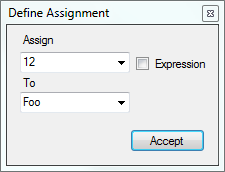 Define Assignment
Assign
12
Expression
To
Foo
Accept